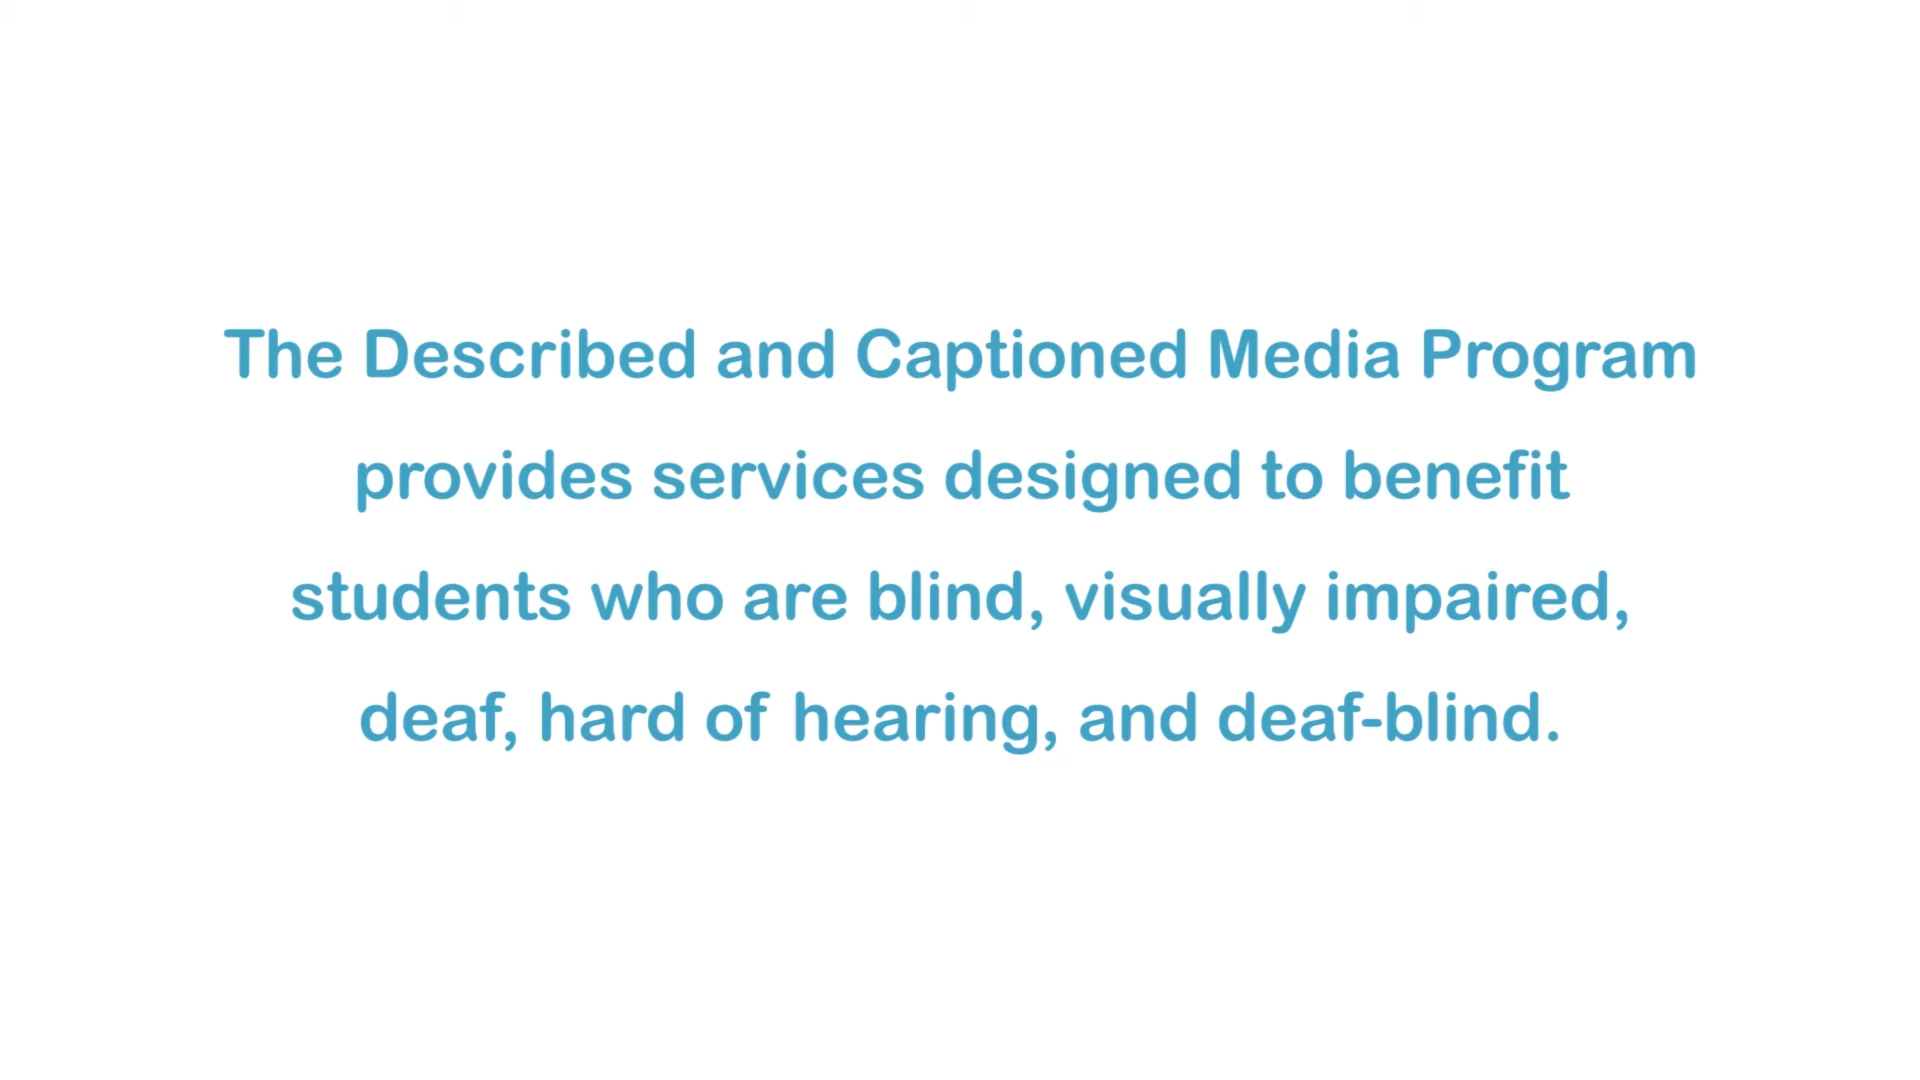 The Described and Captioned Media Program
provides services designed to benefit
students who are blind, visually impaired,
deaf, hard of hearing, and deaf-blind.